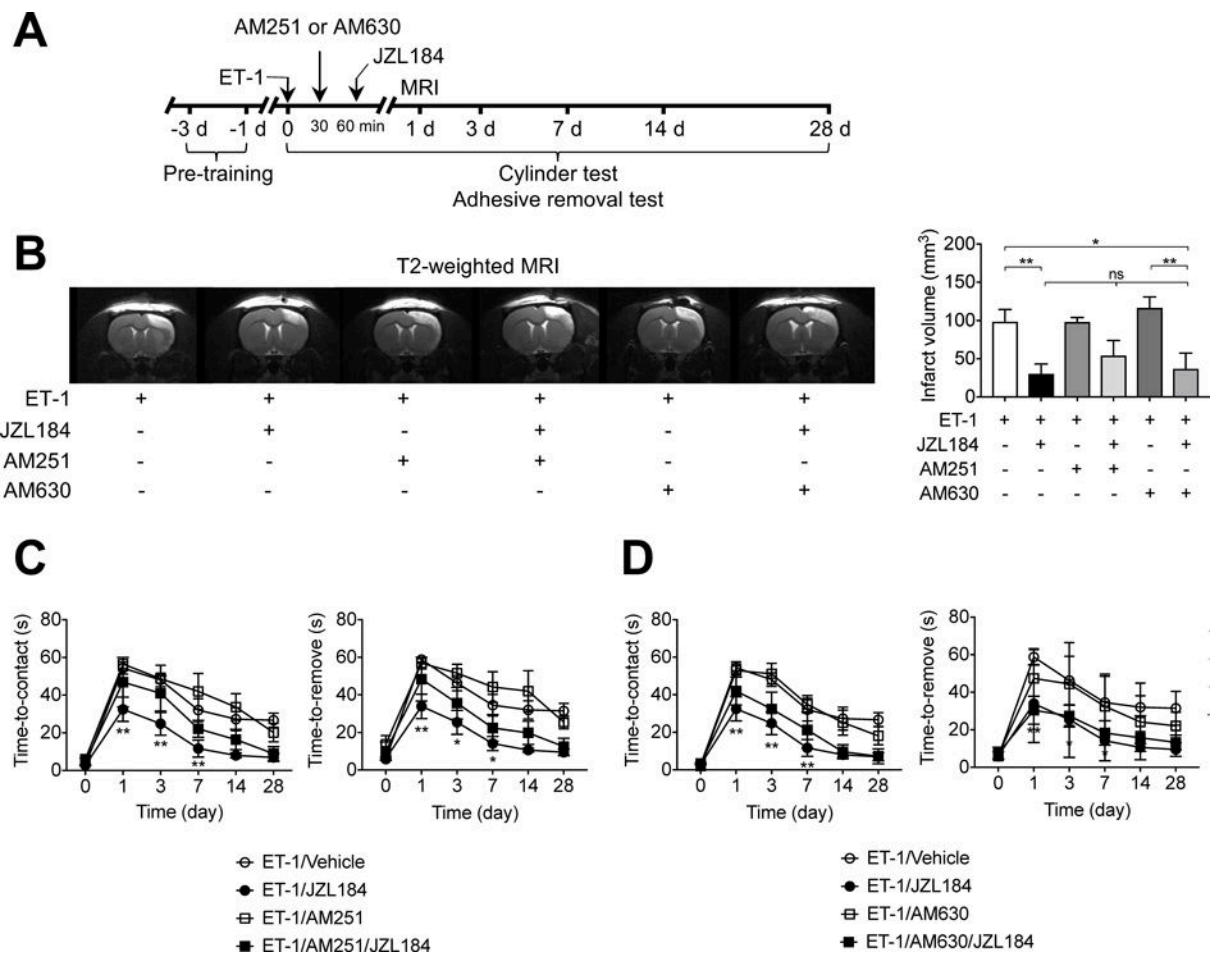 A
AM251 or AM630
JZL184
ET-1
MRI
-3 d -1 d 0 30 60 min 1 d 3 d 7 d 14 d 28 d
Pre-training
Cylinder test
Adhesive removal test
B
T2-weighted MRI
ET-1 + + + + + +
JZL184 - + - + - +
AM251 - - + + - -
AM630 - - - - + +
Infarct volume (mm³)
200
150
100
50
0
*
** ns **
ET-1 + + + + + +
JZL184 - + - + - +
AM251 - - + + - -
AM630 - - - - + +
C
Time-to-contact (s)
80
60
40
20
0
** ** **
0 1 3 7 14 28
Time (day)
Time-to-remove (s)
80
60
40
20
0
** * *
0 1 3 7 14 28
Time (day)
ET-1/Vehicle
ET-1/JZL184
ET-1/AM251
ET-1/AM251/JZL184
D
Time-to-contact (s)
80
60
40
20
0
** ** **
0 1 3 7 14 28
Time (day)
Time-to-remove (s)
80
60
40
20
0
** * *
0 1 3 7 14 28
Time (day)
ET-1/Vehicle
ET-1/JZL184
ET-1/AM630
ET-1/AM630/JZL184